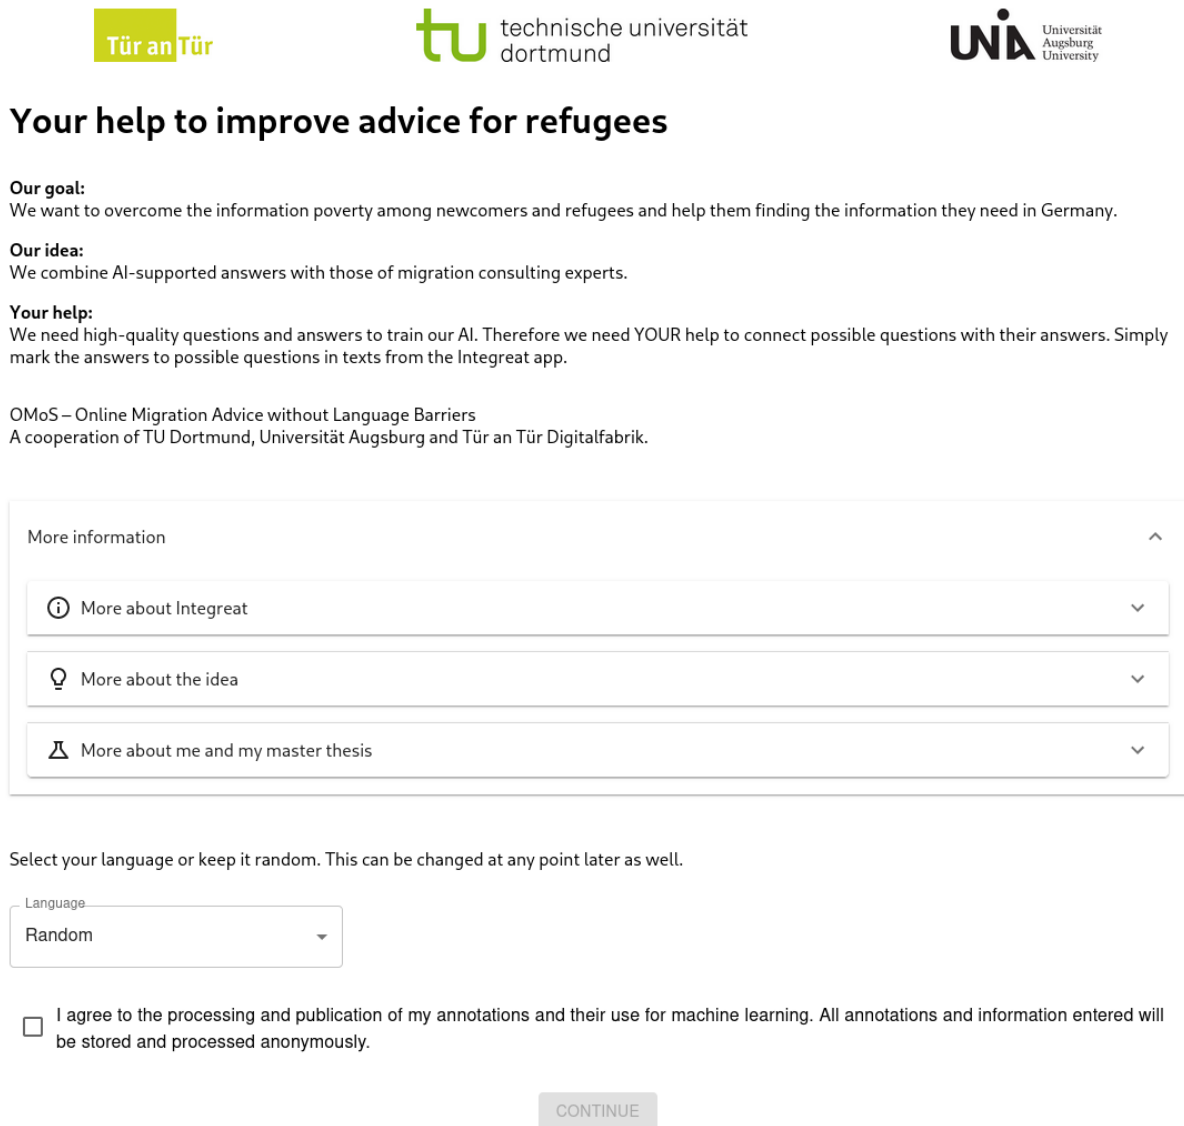 Tür an Tür
technische universität
dortmund
UNIA
Universität
Augsburg
University
Your help to improve advice for refugees
Our goal:
We want to overcome the information poverty among newcomers and refugees and help them finding the information they need in Germany.
Our idea:
We combine AI-supported answers with those of migration consulting experts.
Your help:
We need high-quality questions and answers to train our AI. Therefore we need YOUR help to connect possible questions with their answers. Simply
mark the answers to possible questions in texts from the Integreat app.
OMoS – Online Migration Advice without Language Barriers
A cooperation of TU Dortmund, Universität Augsburg and Tür an Tür Digitalfabrik.
More information
More about Integreat
More about the idea
More about me and my master thesis
Select your language or keep it random. This can be changed at any point later as well.
Language
Random
I agree to the processing and publication of my annotations and their use for machine learning. All annotations and information entered will
be stored and processed anonymously.
CONTINUE